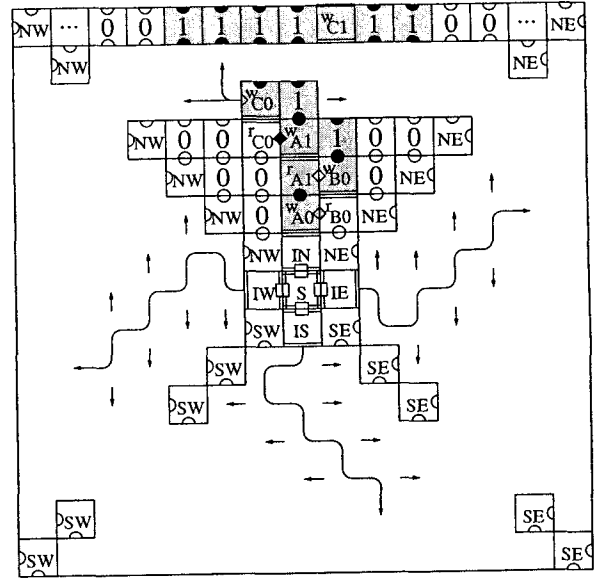 NW ... 0 0 1 1 1 1 wC1 1 1 0 0 ... NE
NW NE
wC0 1
NW 0 0 rC0 wA1 1 0 0 NE
NW 0 0 rA1 wB0 0 NE
NW 0 wA0 rB0 NE
NW IN NE
IW S IE
SW IS SE
SW SE
SW SE
SW SE
SW SE